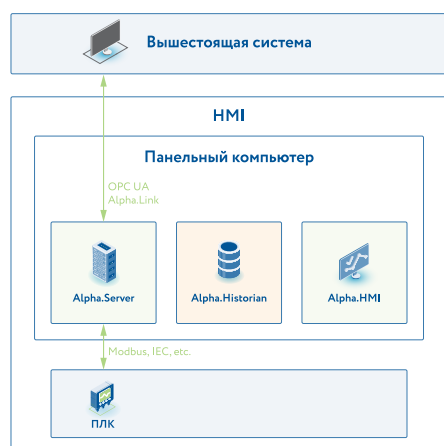 Вышестоящая система
HMI
Панельный компьютер
OPC UA
Alpha.Link
Alpha.Server
Alpha.Historian
Alpha.HMI
Modbus, IEC, etc.
ПЛК